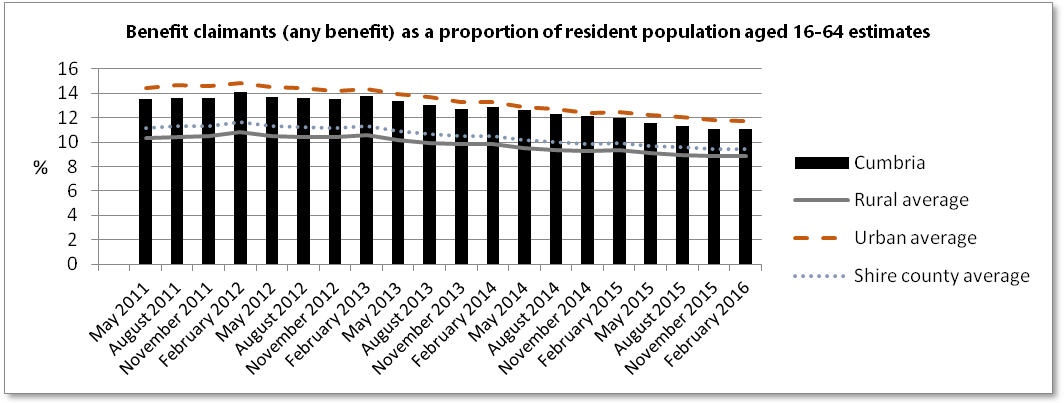 Benefit claimants (any benefit) as a proportion of resident population aged 16-64 estimates
16
14
12
10
8
6
4
2
0
%
May 2011
August 2011
November 2011
February 2012
May 2012
August 2012
November 2012
February 2013
May 2013
August 2013
November 2013
February 2014
May 2014
August 2014
November 2014
February 2015
May 2015
August 2015
November 2015
February 2016
Cumbria
Rural average
Urban average
Shire county average